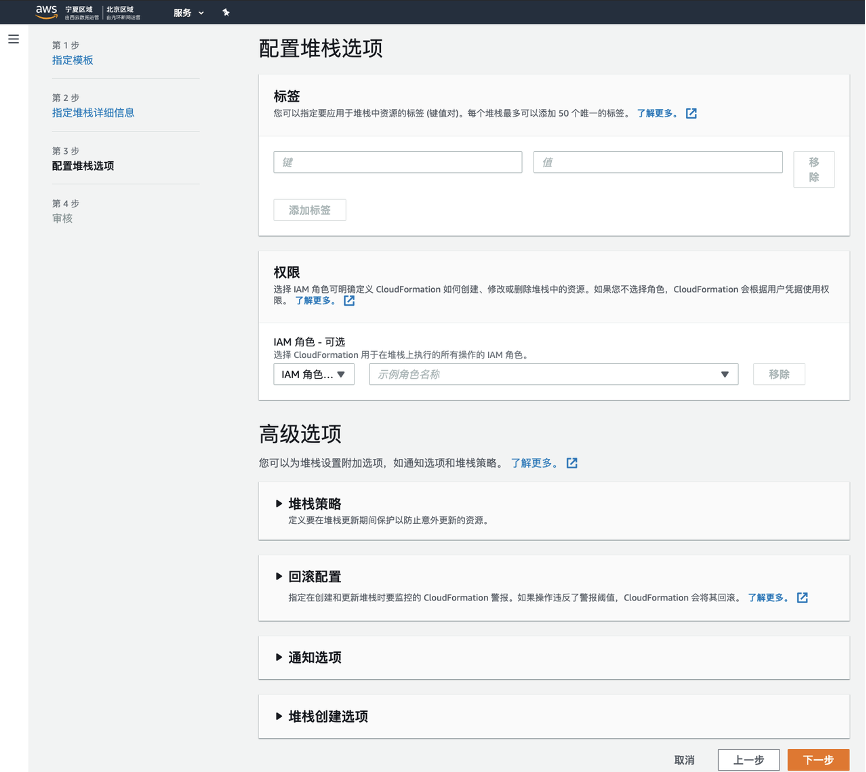 aws
宁夏区域
北京区域
服务
第 1 步
指定模板
第 2 步
指定堆栈详细信息
第 3 步
配置堆栈选项
第 4 步
审核
配置堆栈选项
标签
您可以指定要应用于堆栈中资源的标签 (键值对)。每个堆栈最多可以添加 50 个唯一的标签。 了解更多。
键
值
移
除
添加标签
权限
选择 IAM 角色可明确定义 CloudFormation 如何创建、修改或删除堆栈中的资源。如果您不选择角色，CloudFormation 会根据用户凭据使用权
限。 了解更多。
IAM 角色 - 可选
选择 CloudFormation 用于在堆栈上执行的所有操作的 IAM 角色。
IAM 角色...
示例角色名称
移除
高级选项
您可以为堆栈设置附加选项，如通知选项和堆栈策略。 了解更多。
堆栈策略
定义要在堆栈更新期间保护以防止意外更新的资源。
回滚配置
指定在创建和更新堆栈时要监控的 CloudFormation 警报。如果操作违反了警报阈值，CloudFormation 会将其回滚。 了解更多。
通知选项
堆栈创建选项
取消
上一步
下一步